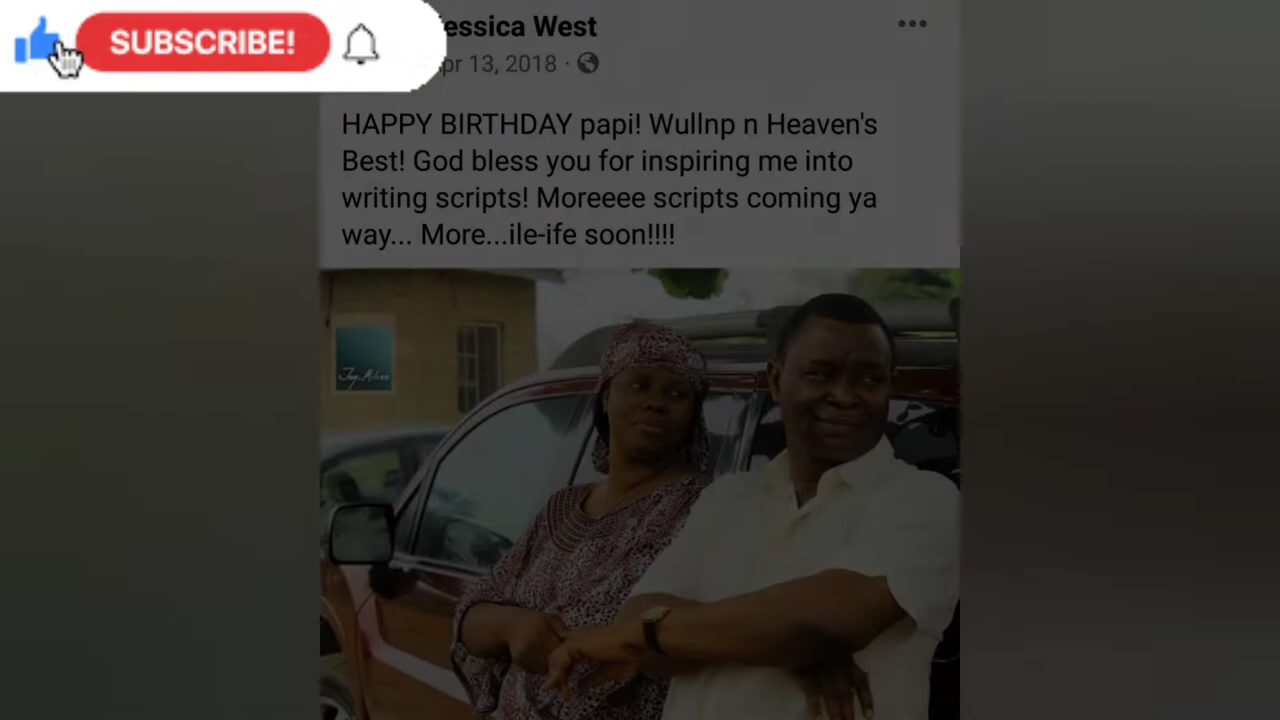 SUBSCRIBE!
essica West
pr 13, 2018 ·
HAPPY BIRTHDAY papi! Wullnp n Heaven's
Best! God bless you for inspiring me into
writing scripts! Moreeee scripts coming ya
way... More...ile-ife soon!!!!